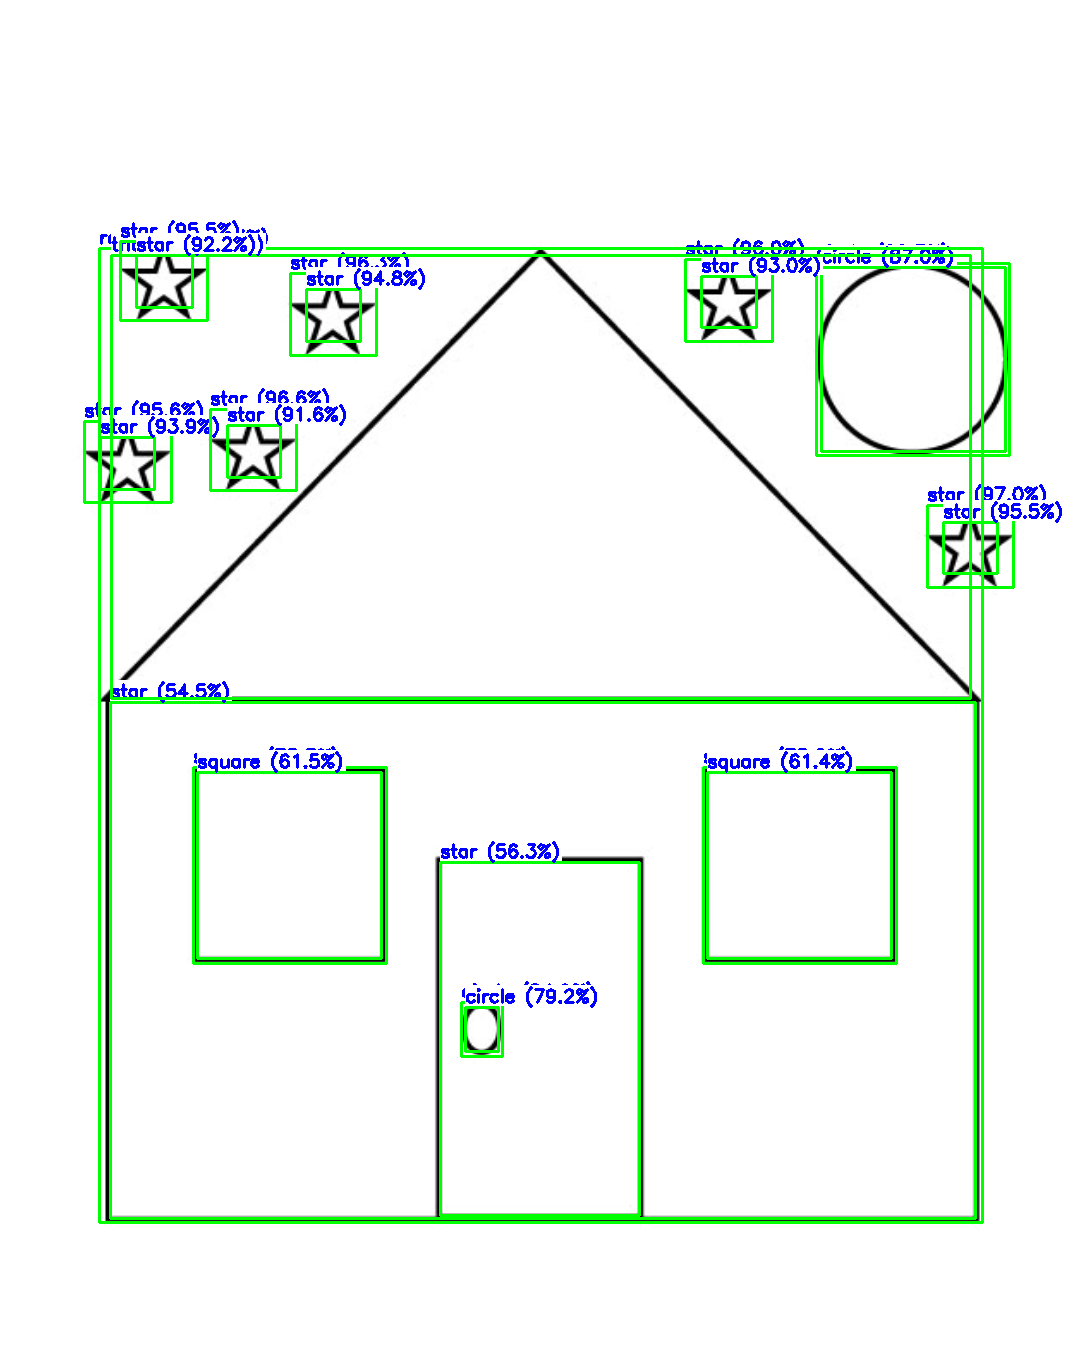 star (95.5%)
star (92.2%)
star (96.3%)
star (94.8%)
star (96.0%)
star (93.0%)
circle (87.0%)
star (95.6%)
star (93.9%)
star (96.6%)
star (91.6%)
star (97.0%)
star (95.5%)
star (54.5%)
square (61.5%)
square (61.4%)
star (56.3%)
circle (79.2%)